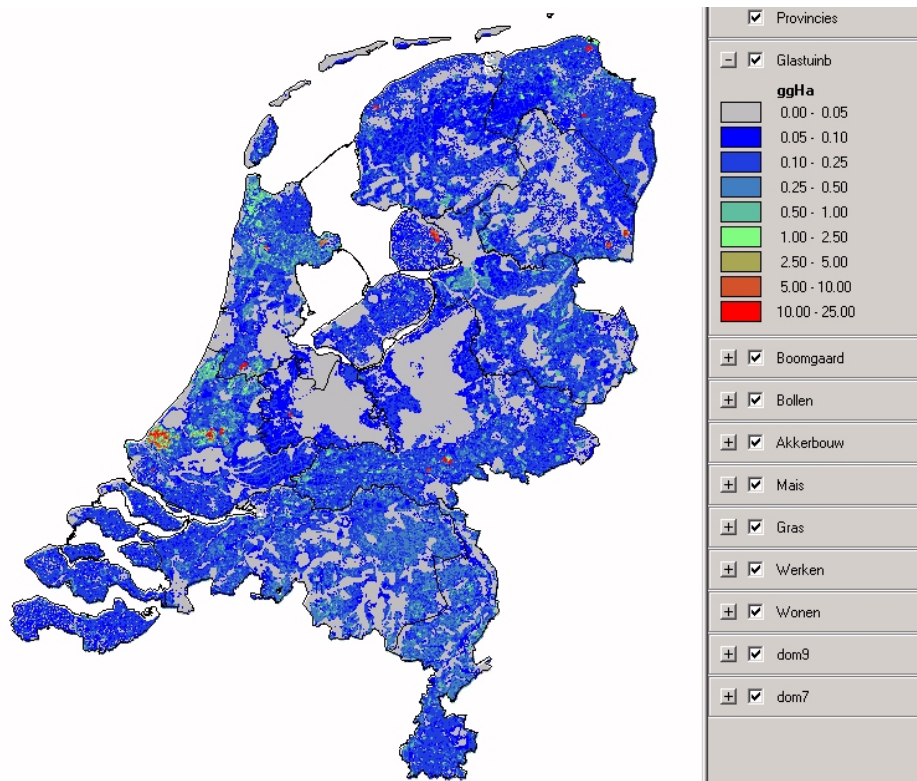 Provincies
Glastuinb
ggHa
0.00 - 0.05
0.05 - 0.10
0.10 - 0.25
0.25 - 0.50
0.50 - 1.00
1.00 - 2.50
2.50 - 5.00
5.00 - 10.00
10.00 - 25.00
Boomgaard
Bollen
Akkerbouw
Mais
Gras
Werken
Wonen
dom9
dom7